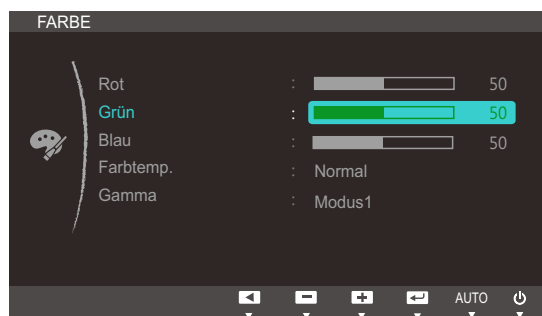 FARBE
Rot : 50
Grün : 50
Blau : 50
Farbtemp. : Normal
Gamma : Modus1
AUTO